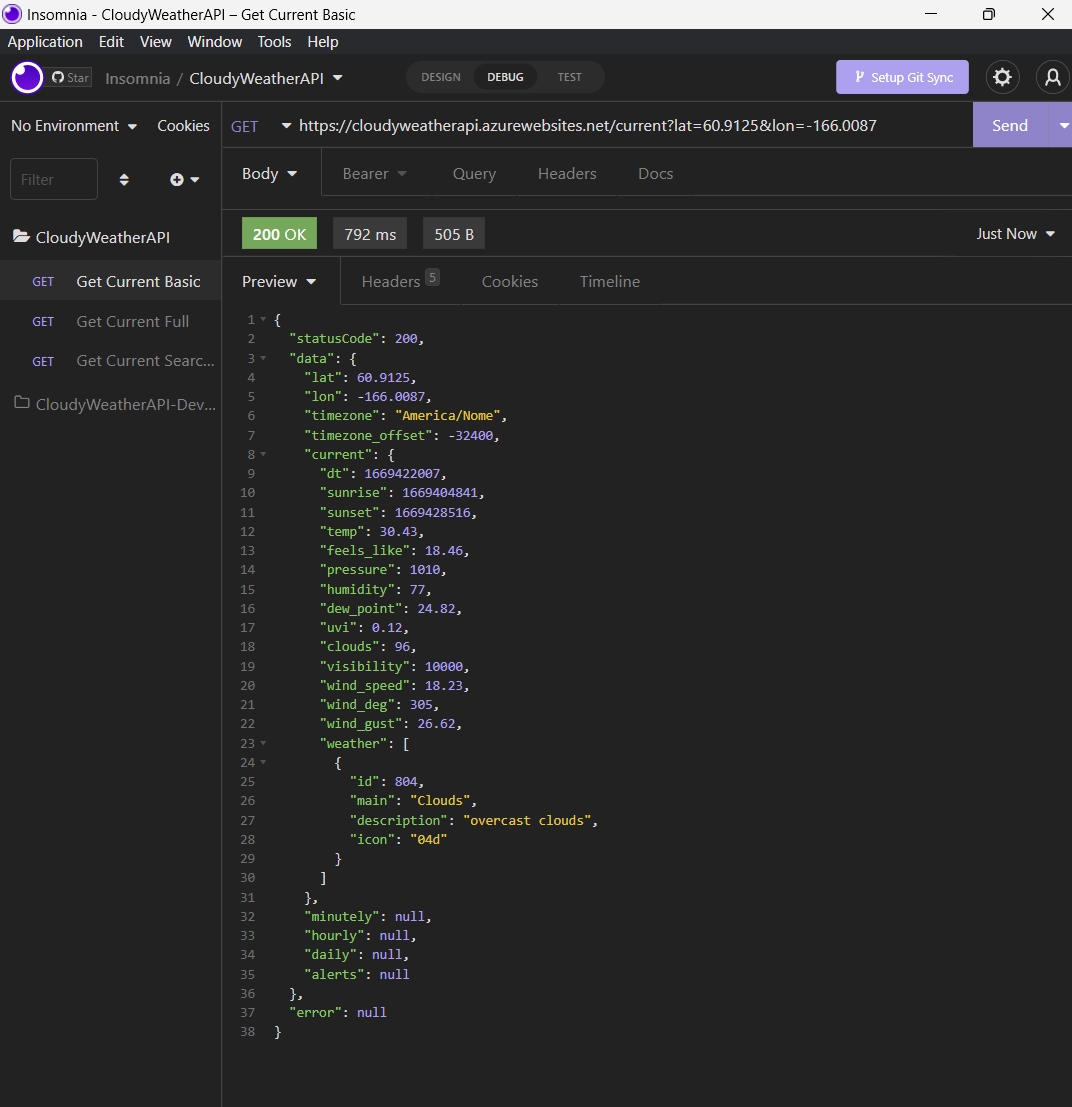 Insomnia - CloudyWeatherAPI – Get Current Basic
Application Edit View Window Tools Help
Star Insomnia / CloudyWeatherAPI DESIGN DEBUG TEST Setup Git Sync
No Environment Cookies GET https://cloudyweatherapi.azurewebsites.net/current?lat=60.9125&lon=-166.0087 Send
Filter
Body Bearer Query Headers Docs
200 OK 792 ms 505 B Just Now
CloudyWeatherAPI
GET Get Current Basic
GET Get Current Full
GET Get Current Searc...
CloudyWeatherAPI-Dev...
Preview Headers 5 Cookies Timeline
1 {
2 "statusCode": 200,
3 "data": {
4 "lat": 60.9125,
5 "lon": -166.0087,
6 "timezone": "America/Nome",
7 "timezone_offset": -32400,
8 "current": {
9 "dt": 1669422007,
10 "sunrise": 1669404841,
11 "sunset": 1669428516,
12 "temp": 30.43,
13 "feels_like": 18.46,
14 "pressure": 1010,
15 "humidity": 77,
16 "dew_point": 24.82,
17 "uvi": 0.12,
18 "clouds": 96,
19 "visibility": 10000,
20 "wind_speed": 18.23,
21 "wind_deg": 305,
22 "wind_gust": 26.62,
23 "weather": [
24 {
25 "id": 804,
26 "main": "Clouds",
27 "description": "overcast clouds",
28 "icon": "04d"
29 }
30 ]
31 },
32 "minutely": null,
33 "hourly": null,
34 "daily": null,
35 "alerts": null
36 },
37 "error": null
38 }